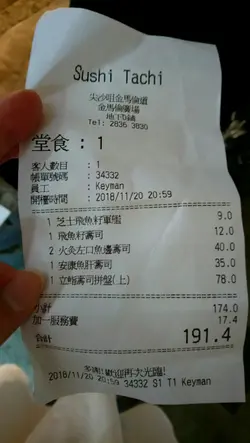 Sushi Tachi
尖沙咀金馬倫道
金馬倫廣場
地下B鋪
Tel: 2836 3830
堂食 : 1
客人數目 : 1
帳單號碼 : 34332
員工 : Keyman
開檯時間 : 2018/11/20 20:59
1 芝士飛魚籽軍艦 9.0
1 飛魚籽壽司 12.0
2 火灸左口魚邊壽司 40.0
1 安康魚肝壽司 35.0
1 立鮨壽司拼盤(上) 78.0
小計 174.0
加一服務費 17.4
合計 191.4
多謝!歡迎再次光臨!
2018/11/20 20:59 34332 S1 T1 Keyman